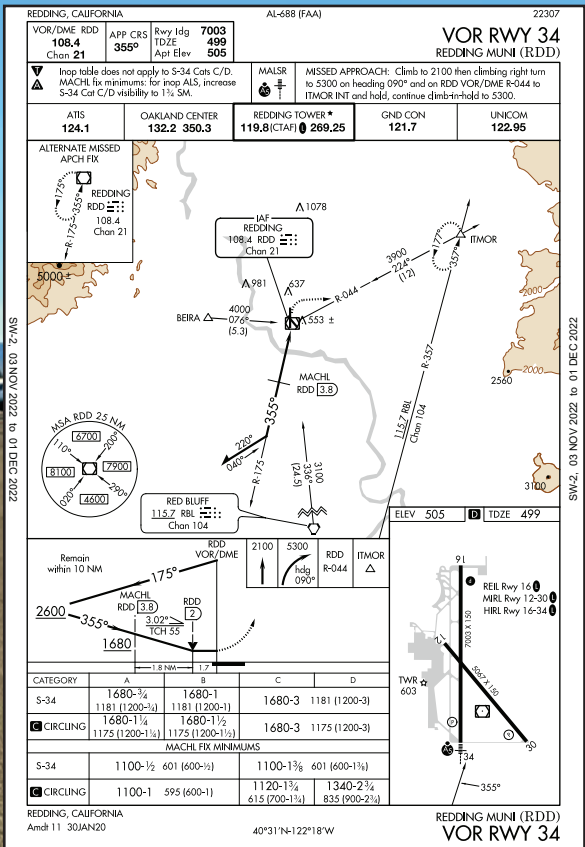 REDDING, CALIFORNIA
AL-688 (FAA)
22307
VOR/DME RDD
108.4
Chan 21
APP CRS
355°
Rwy Idg 7003
TDZE 499
Apt Elev 505
VOR RWY 34
REDDING MUNI (RDD)
T
A
Inop table does not apply to S-34 Cats C/D.
MACHL fix minimums: for inop ALS, increase
S-34 Cat C/D visibility to 1¾ SM.
MALSR
A5
MISSED APPROACH: Climb to 2100 then climbing right turn
to 5300 on heading 090° and on RDD VOR/DME R-044 to
ITMOR INT and hold, continue climb-in-hold to 5300.
ATIS
124.1
OAKLAND CENTER
132.2 350.3
REDDING TOWER★
119.8(CTAF) L 269.25
GND CON
121.7
UNICOM
122.95
ALTERNATE MISSED
APCH FIX
175°
355°
R-175
REDDING
RDD
108.4
Chan 21
5000 ±
1078
IAF
REDDING
108.4 RDD
Chan 21
981
637
553 ±
BEIRA
4000
076°
(5.3)
R-044
3900
224°
(12)
177°
357°
ITMOR
2000
2000
2560
3100
MACHL
RDD 3.8
355°
R-357
115.7 RBL
Chan 104
220°
040°
R-175
3100
336°
(24.5)
RED BLUFF
115.7 RBL
Chan 104
MSA RDD 25 NM
110°
200°
020°
290°
6700
8100
7900
4600
SW-2, 03 NOV 2022 to 01 DEC 2022
SW-2, 03 NOV 2022 to 01 DEC 2022
Remain
within 10 NM
RDD
VOR/DME
175°
2600
355°
MACHL
RDD 3.8
1680
3.02°
TCH 55
RDD
2
1.8 NM
1.7
2100
5300
hdg
090°
RDD
R-044
ITMOR
ELEV 505
D
TDZE 499
16
REIL Rwy 16 L
MIRL Rwy 12-30 L
HIRL Rwy 16-34 L
7003 X 150
12
5067 X 150
TWR
603
P
P
A5
34
30
355°
CATEGORY A B C D
S-34
1680-¾
1181 (1200-¾)
1680-1
1181 (1200-1)
1680-3 1181 (1200-3)
C CIRCLING
1680-1¼
1175 (1200-1¼)
1680-1½
1175 (1200-1½)
1680-3 1175 (1200-3)
MACHL FIX MINIMUMS
S-34
1100-½ 601 (600-½)
1100-1⅜ 601 (600-1⅜)
C CIRCLING
1100-1 595 (600-1)
1120-1¾
615 (700-1¾)
1340-2¾
835 (900-2¾)
REDDING, CALIFORNIA
Amdt 11 30JAN20
40°31'N-122°18'W
REDDING MUNI (RDD)
VOR RWY 34